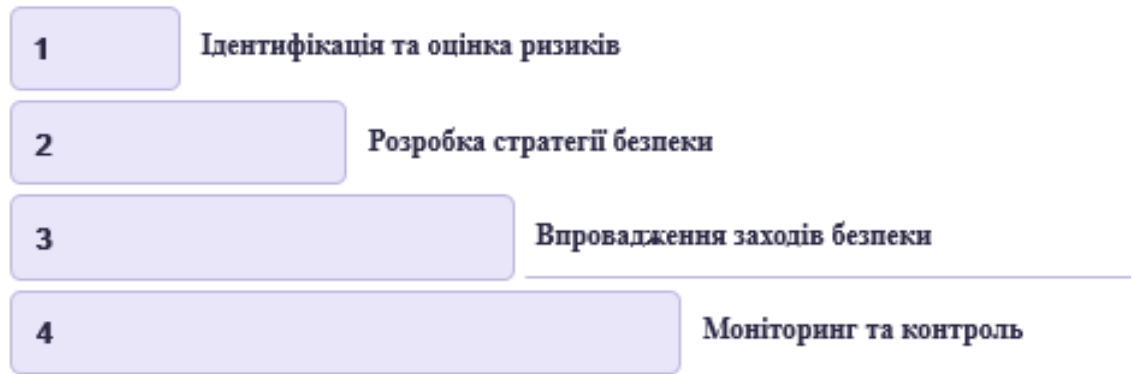 1 Ідентифікація та оцінка ризиків
2 Розробка стратегії безпеки
3 Впровадження заходів безпеки
4 Моніторинг та контроль